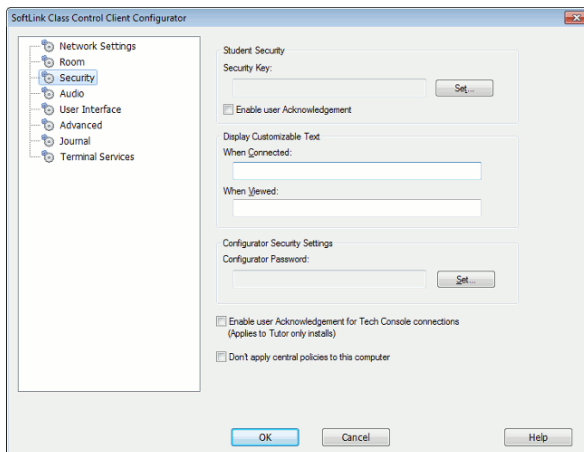 SoftLink Class Control Client Configurator
Network Settings
Room
Security
Audio
User Interface
Advanced
Journal
Terminal Services
Student Security
Security Key:
Set...
Enable user Acknowledgement
Display Customizable Text
When Connected:
When Viewed:
Configurator Security Settings
Configurator Password:
Set...
Enable user Acknowledgement for Tech Console connections
(Applies to Tutor only installs)
Don't apply central policies to this computer
OK
Cancel
Help